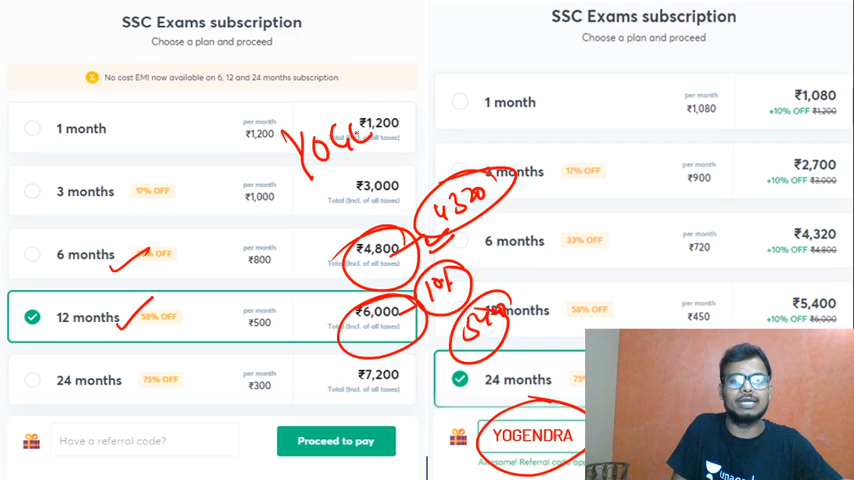 SSC Exams subscription
Choose a plan and proceed
No cost EMI now available on 6, 12 and 24 months subscription
1 month
per month
₹1,200
₹1,200
3 months
17% OFF
per month
₹1,000
₹3,000
Total (Incl. of all taxes)
6 months
OFF
per month
₹800
₹4,800
Total (Incl. of all taxes)
12 months
58% OFF
per month
₹500
₹6,000
Total (Incl. of all taxes)
24 months
75% OFF
per month
₹300
₹7,200
Total (Incl. of all taxes)
Have a referral code?
Proceed to pay
YOGE
4320
10%
5400
SSC Exams subscription
Choose a plan and proceed
1 month
per month
₹1,080
₹1,080
+10% OFF ₹1,200
months
17% OFF
per month
₹900
₹2,700
+10% OFF ₹3,000
6 months
33% OFF
per month
₹720
₹4,320
+10% OFF ₹4,800
months
58% OFF
per month
₹450
₹5,400
+10% OFF ₹6,000
24 months
YOGENDRA
Awesome! Referral code